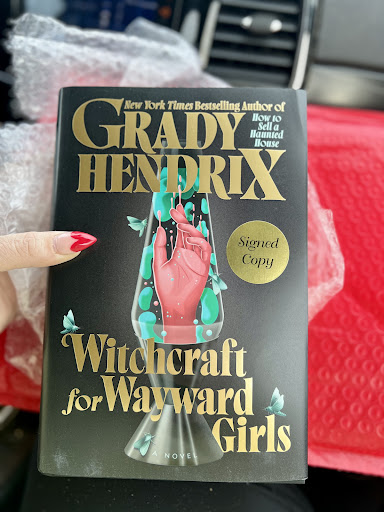 New York Times Bestselling Author of
How to
Sell a
Haunted
House
GRADY
HENDRIX
Signed
Copy
Witchcraft
for Wayward
Girls
A NOVEL